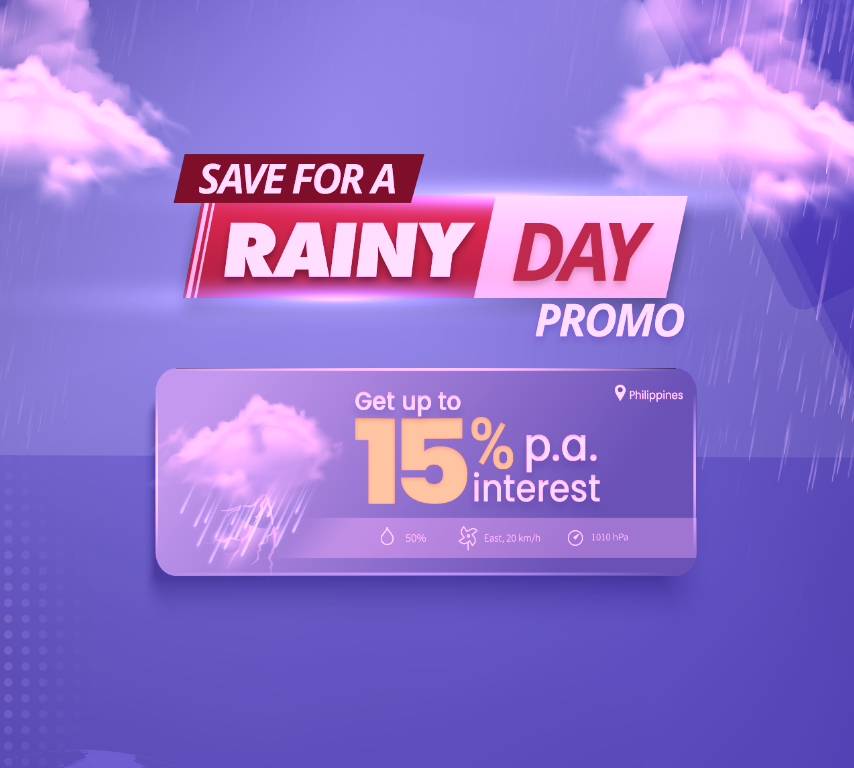 SAVE FOR A
RAINY DAY
PROMO
Philippines
Get up to
15% p.a.
interest
50%
East, 20 km/h
1010 hPa